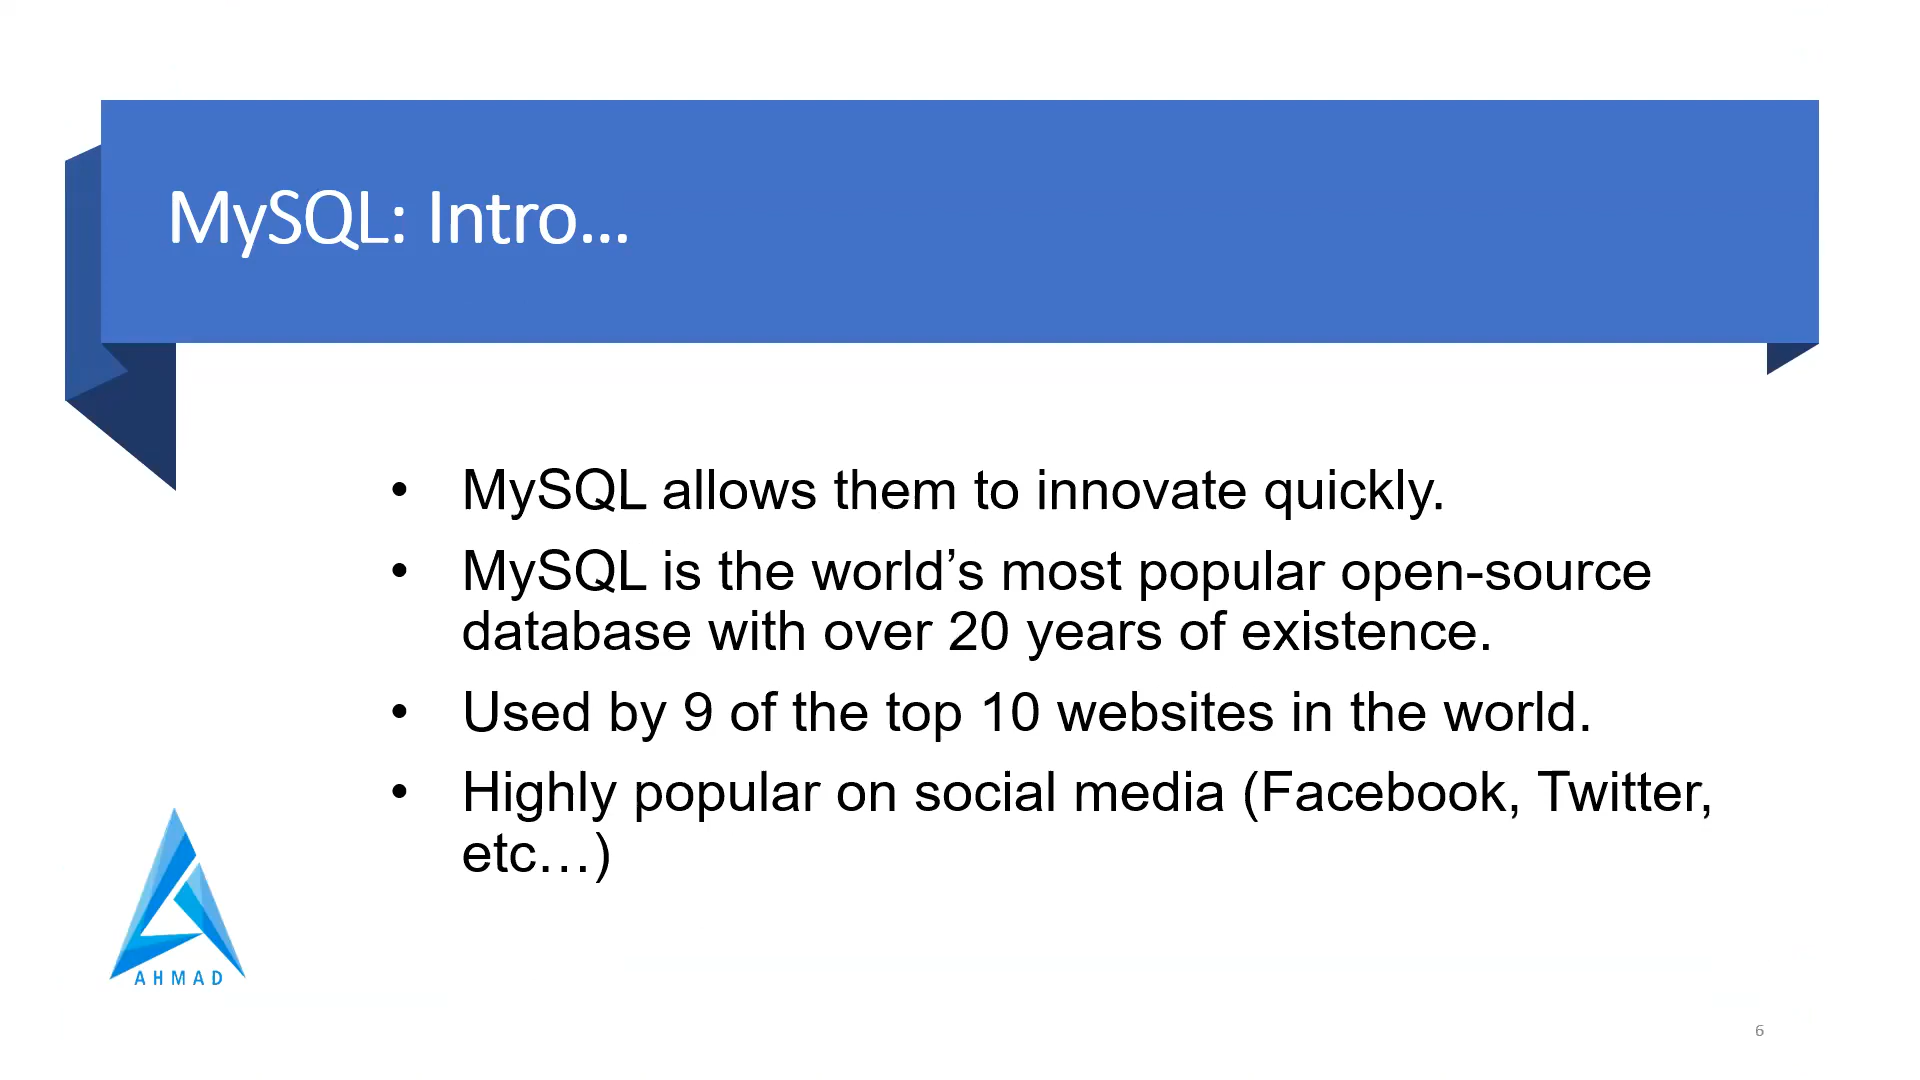 MySQL: Intro...
• MySQL allows them to innovate quickly.
• MySQL is the world’s most popular open-source
database with over 20 years of existence.
• Used by 9 of the top 10 websites in the world.
• Highly popular on social media (Facebook, Twitter,
etc…)
AHMAD
6